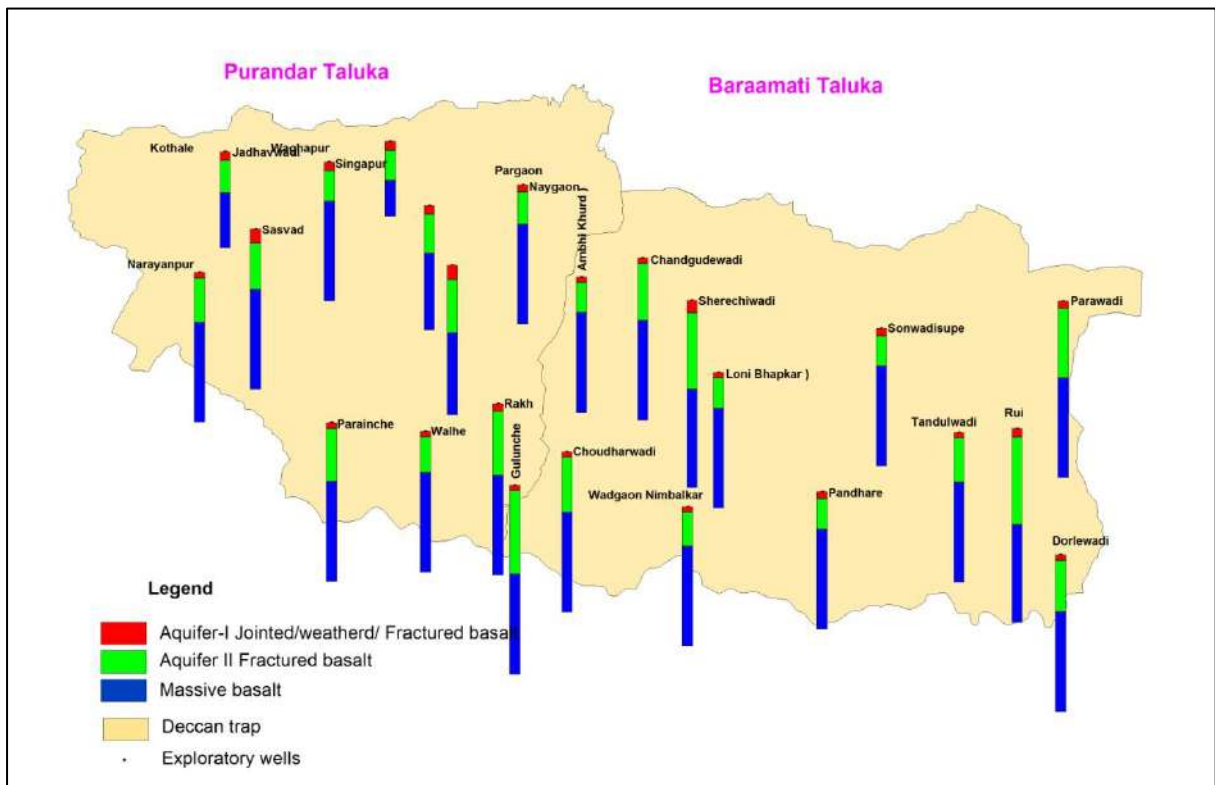 Purandar Taluka
Baraamati Taluka
Kothale
Jadhavwadi
Waghapur
Singapur
Pargaon
Naygaon
Ambhi Khurd )
Sasvad
Narayanpur
Chandgudewadi
Sherechiwadi
Parawadi
Sonwadisupe
Loni Bhapkar )
Rakh
Gulunche
Parainche
Walhe
Choudharwadi
Tandulwadi
Rui
Wadgaon Nimbalkar
Pandhare
Dorlewadi
Legend
Aquifer-I Jointed/weatherd/ Fractured basalt
Aquifer II Fractured basalt
Massive basalt
Deccan trap
Exploratory wells